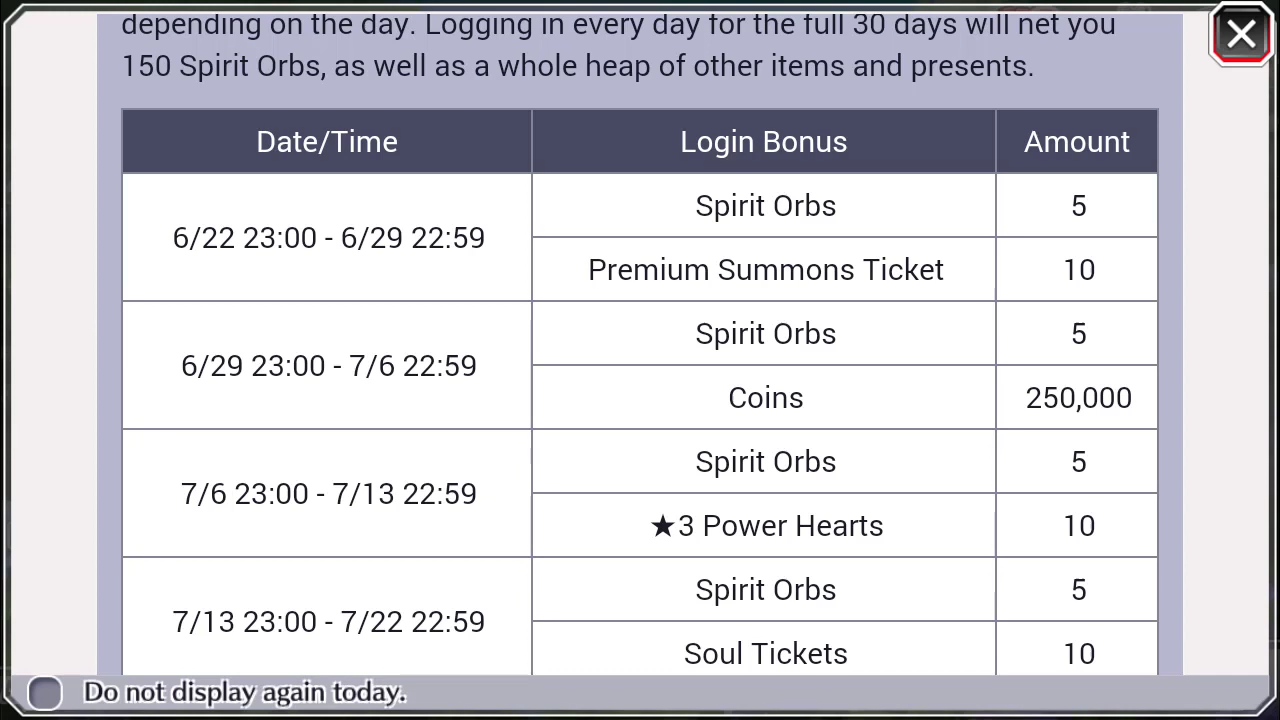 depending on the day. Logging in every day for the full 30 days will net you
150 Spirit Orbs, as well as a whole heap of other items and presents.
Date/Time Login Bonus Amount
6/22 23:00 - 6/29 22:59
Spirit Orbs 5
Premium Summons Ticket 10
6/29 23:00 - 7/6 22:59
Spirit Orbs 5
Coins 250,000
7/6 23:00 - 7/13 22:59
Spirit Orbs 5
★3 Power Hearts 10
7/13 23:00 - 7/22 22:59
Spirit Orbs 5
Soul Tickets 10
Do not display again today.